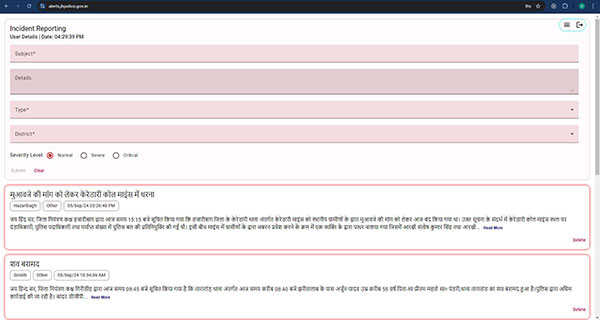 alerts.jhpolice.gov.in
Incident Reporting
User Details | Date: 04:29:39 PM
Subject*
Details
Type*
District*
Severity Level Normal Severe Critical
Submit Clear
मुआवजे की मांग को लेकर केरेडारी कोल माइंस में धरना
Hazaribagh Other 05/Sep/24 03:26:48 PM
जय हिंद सर, जिला नियंत्रण कक्ष हजारीबाग द्वारा आज समय 15:15 बजे सूचित किया गया कि हजारीबाग जिला के केरेडारी थाना अंतर्गत केरेडारी माइंस को स्थानीय ग्रामीणों के द्वारा मुआवजे की मांग को लेकर आज बंद किया गया था। उक्त सूचना के संदर्भ में केरेडारी कोल माइंस स्थल पर
दंडाधिकारी, पुलिस पदाधिकारी तथा पर्याप्त संख्या में पुलिस बल की प्रतिनियुक्ति की गई थी। इसी बीच माइंस में ग्रामीणों के द्वारा जबरन प्रवेश करने के क्रम में एक व्यक्ति के द्वारा पत्थर चलाया गया जिसमें आरक्षी संतोष कुमार सिंह तथा आरक्षी... Read More
Delete
शव बरामद
Giridih Other 05/Sep/24 10:34:36 AM
जय हिन्द सर, जिला नियंत्रण कक्ष गिरिडीह द्वारा आज समय 09:45 बजे सूचित किया गया है कि ताराटांड़ थाना अंतर्गत आज समय करीब 08:40 बजे के पास अर्जुन यादव उम्र करीब 55 वर्ष पिता-स्व प्रीतम महतो सा० थाना ताराटांड़ का शव बरामद हुआ है।पुलिस द्वारा अग्रिम
कार्रवाई की जा रही है। सादर डीजीपी... Read More
Delete